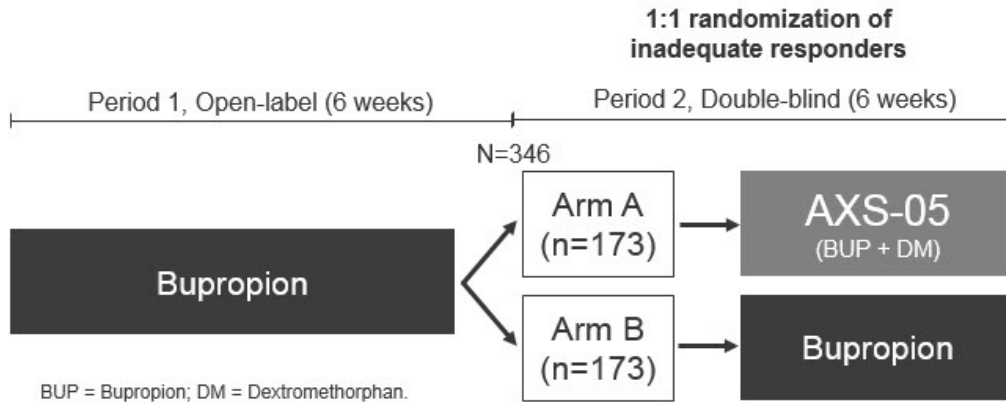 1:1 randomization of
inadequate responders
Period 1, Open-label (6 weeks)
Period 2, Double-blind (6 weeks)
N=346
Arm A
(n=173)
AXS-05
(BUP + DM)
Bupropion
Arm B
(n=173)
Bupropion
BUP = Bupropion; DM = Dextromethorphan.